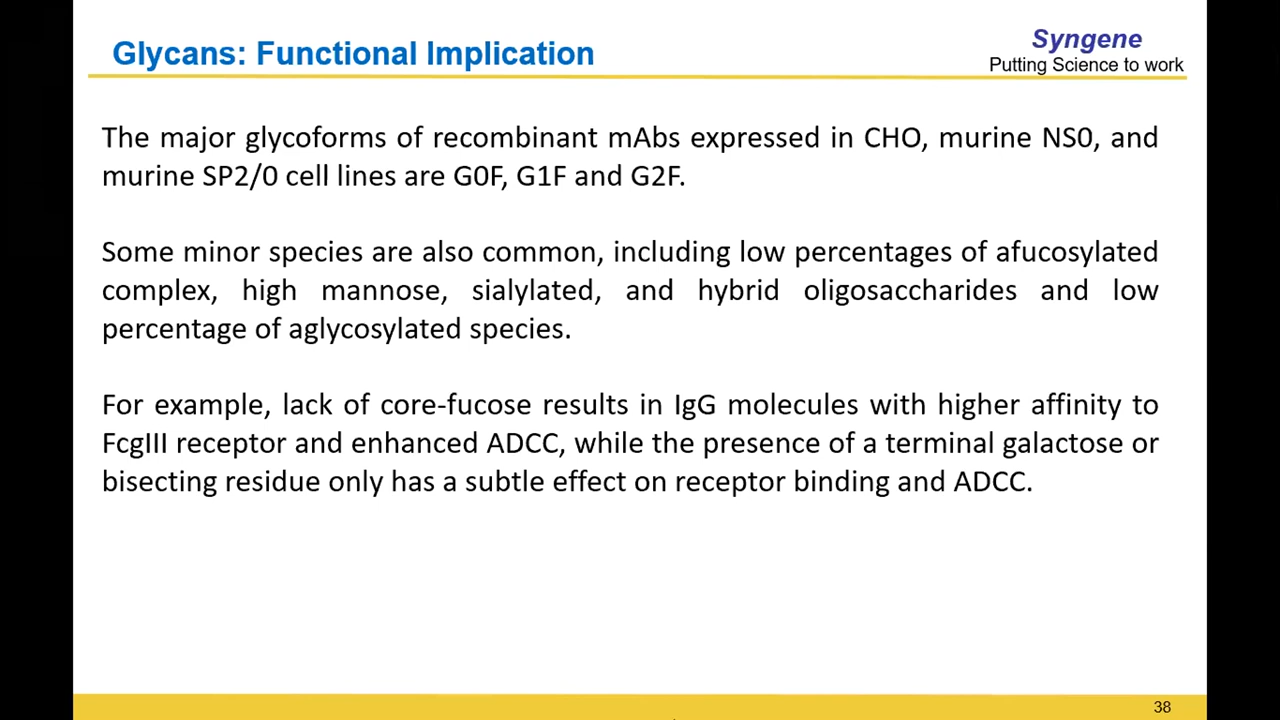 Glycans: Functional Implication
Syngene
Putting Science to work
The major glycoforms of recombinant mAbs expressed in CHO, murine NS0, and
murine SP2/0 cell lines are G0F, G1F and G2F.
Some minor species are also common, including low percentages of afucosylated
complex, high mannose, sialylated, and hybrid oligosaccharides and low
percentage of aglycosylated species.
For example, lack of core-fucose results in IgG molecules with higher affinity to
FcgIII receptor and enhanced ADCC, while the presence of a terminal galactose or
bisecting residue only has a subtle effect on receptor binding and ADCC.
38